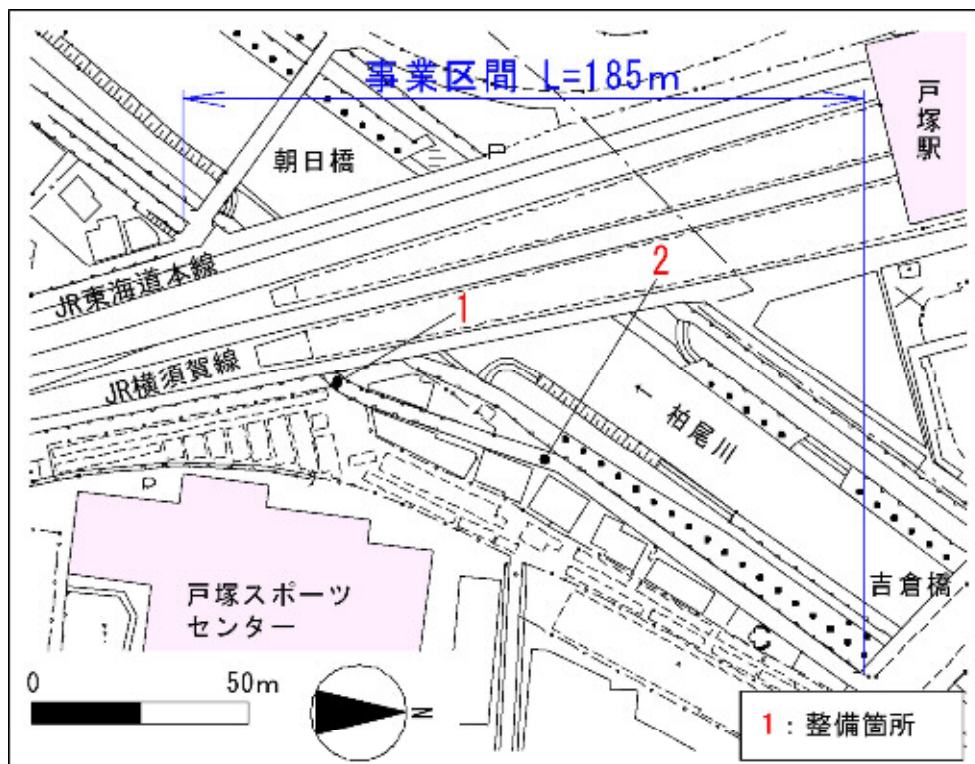 事業区間 L=185m
戸塚駅
朝日橋
P
2
JR東海道本線
1
JR横須賀線
← 柏尾川
P
戸塚スポーツ
センター
吉倉橋
0 50m
N
1：整備箇所